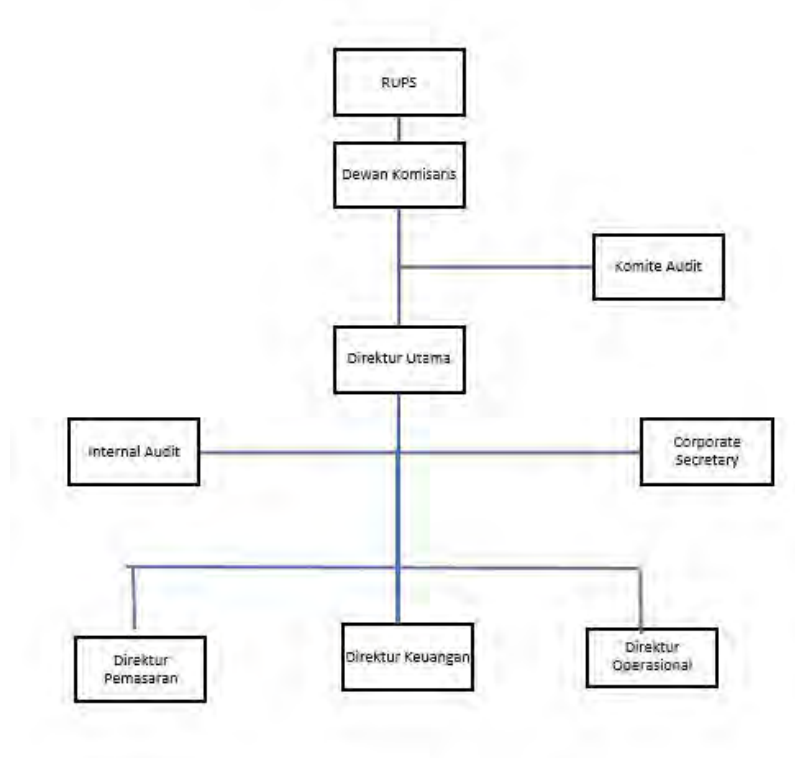 RUPS
Dewan Komisaris
Komite Audit
Direktur Utama
Internal Audit
Corporate
Secretary
Direktur
Pemasaran
Direktur Keuangan
Direktur
Operasional